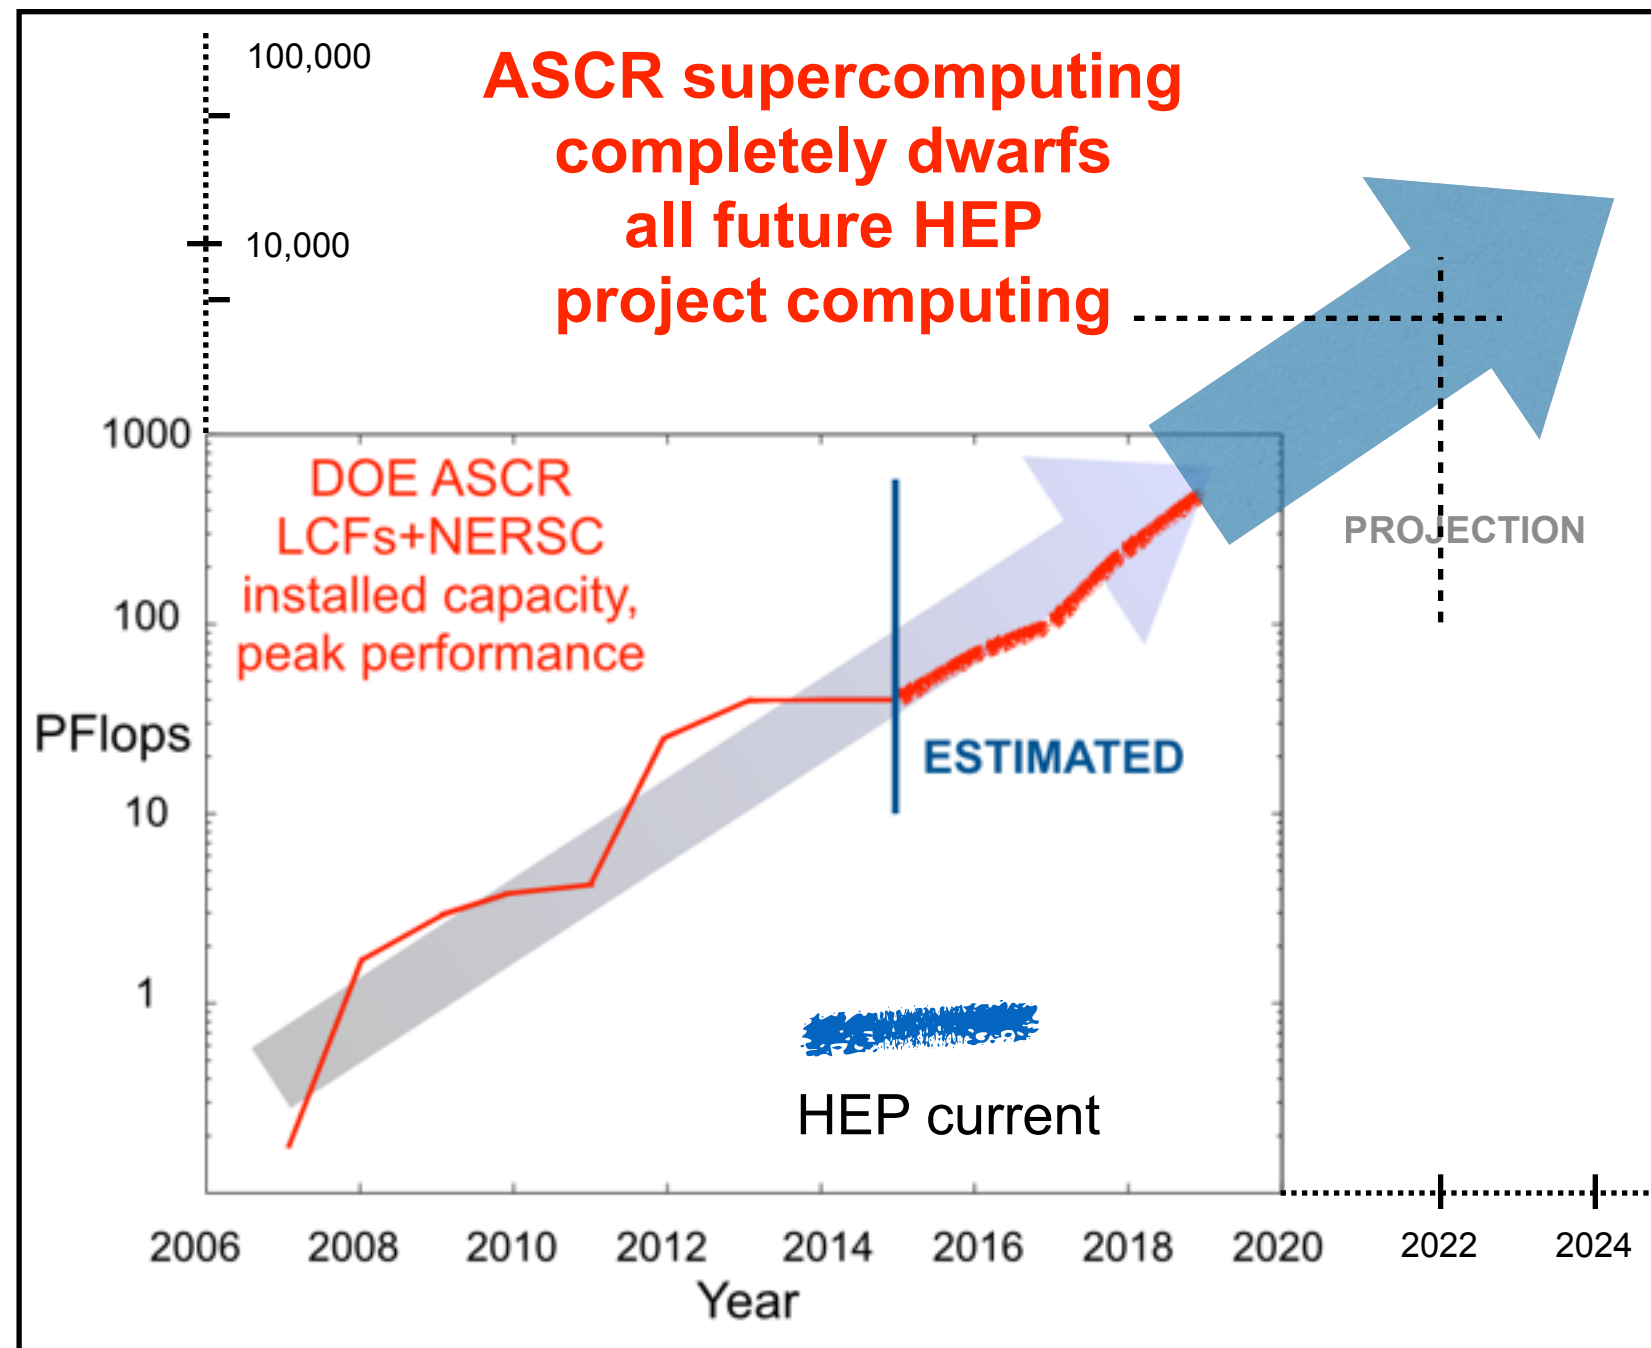 100,000
ASCR supercomputing
completely dwarfs
all future HEP
project computing
10,000
1000
DOE ASCR
LCFs+NERSC
installed capacity,
peak performance
PROJECTION
100
PFlops
ESTIMATED
10
1
HEP current
2006 2008 2010 2012 2014 2016 2018 2020 2022 2024
Year